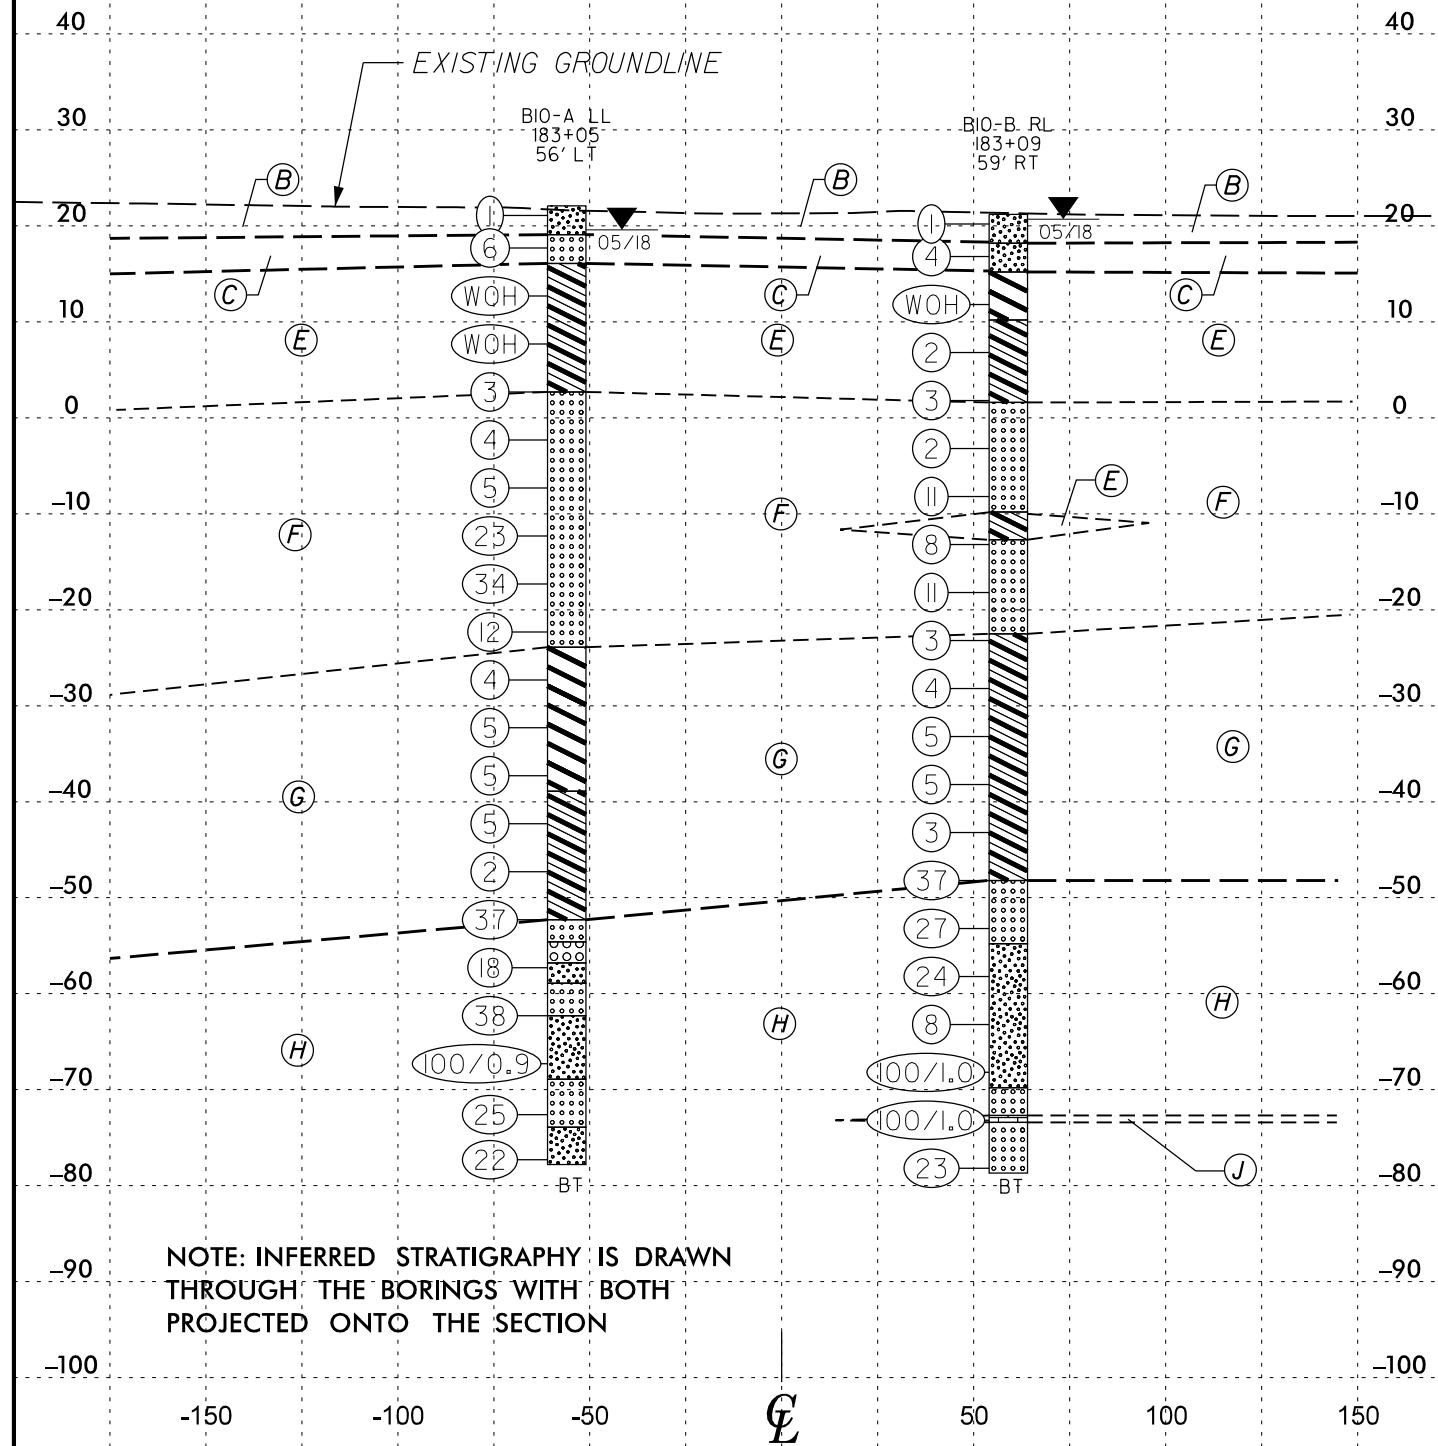 40 40
EXISTING GROUNDLINE
B10-A LL
183+05
56' LT
B10-B RL
183+09
59' RT
30 30
B B B
20 1 05/18 1 05/18 20
6 4
C C C
WOH WOH
10 10
E E E
WOH 2
0 3 3 0
4 2
5 11 E
-10 F F -10
F 23 8
34 11
-20 -20
12 3
4 4
-30 -30
5 5 G
G
5 5
-40 G -40
5 3
2 37
-50 -50
37 27
18 24
-60 -60
H
38 H 8
H 100/0.9 100/1.0
-70 -70
25 100/1.0
22 23 J
-80 -80
BT BT
NOTE: INFERRED STRATIGRAPHY IS DRAWN
THROUGH THE BORINGS WITH BOTH
PROJECTED ONTO THE SECTION
-90 -90
-100 -100
-150 -100 -50 CL 50 100 150